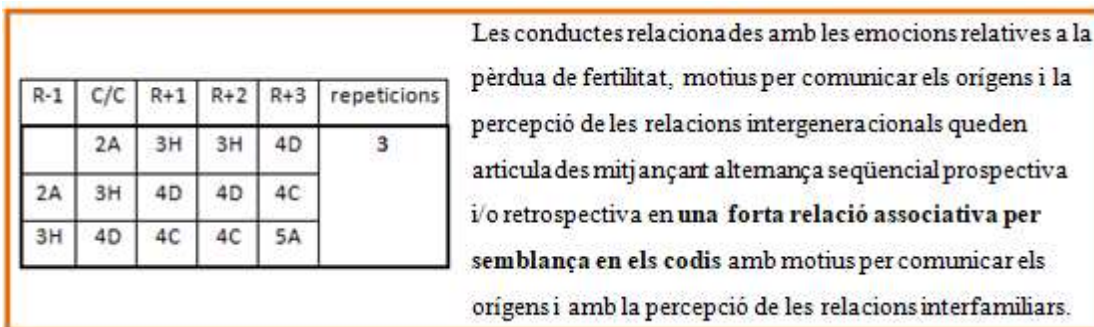 R-1 C/C R+1 R+2 R+3 repeticions
2A 3H 3H 4D 3
2A 3H 4D 4D 4C
3H 4D 4C 4C 5A
Les conductes relacionades amb les emocions relatives a la
pèrdua de fertilitat, motius per comunicar els orígens i la
percepció de les relacions intergeneracionals queden
articulades mitjançant alternança seqüencial prospectiva
i/o retrospectiva en una forta relació associativa per
semblança en els codis amb motius per comunicar els
orígens i amb la percepció de les relacions interfamiliars.